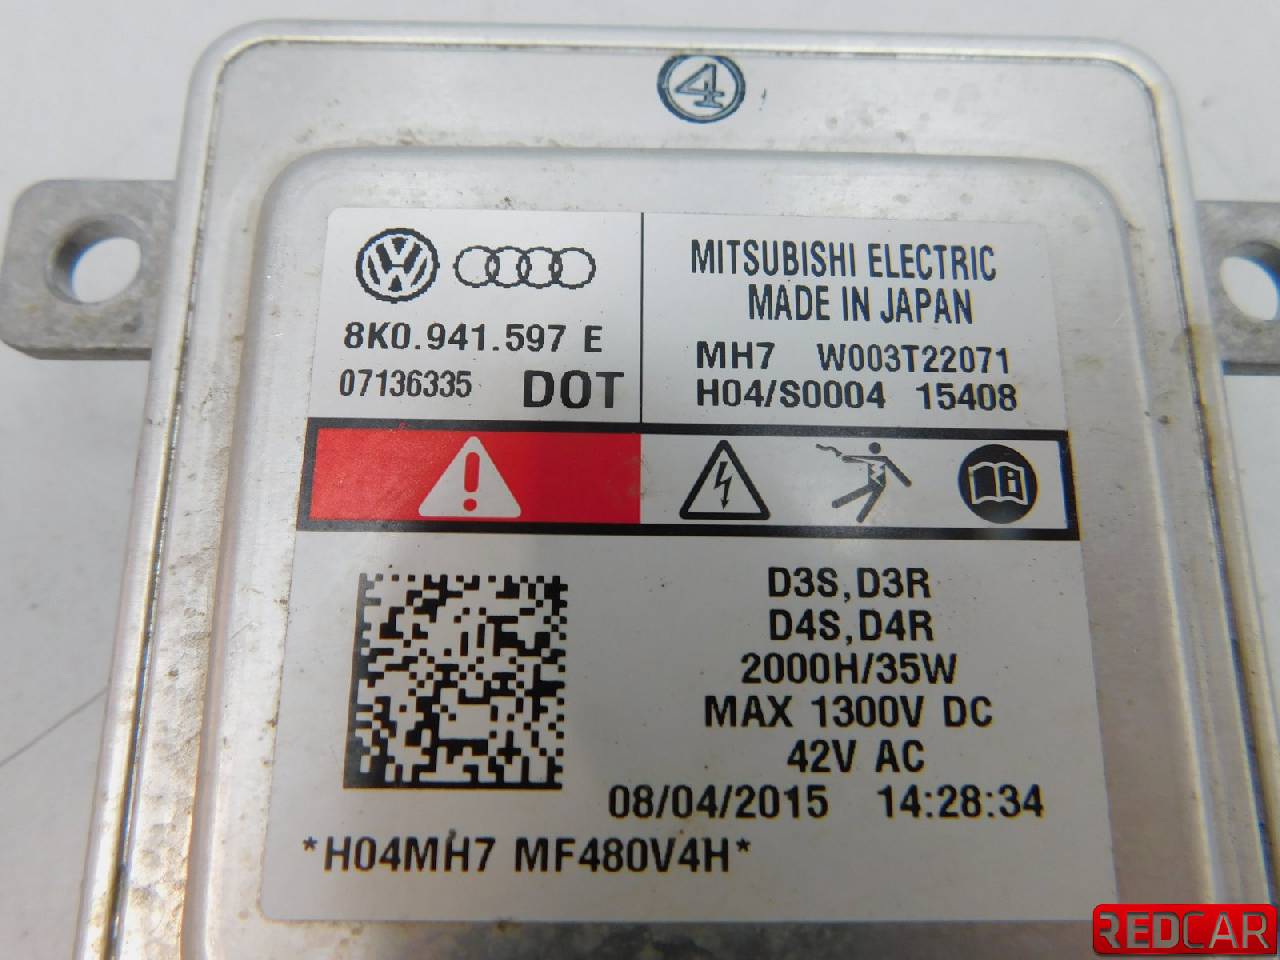 4
8K0.941.597 E
07136335 DOT
MITSUBISHI ELECTRIC
MADE IN JAPAN
MH7 W003T22071
H04/S0004 15408
D3S,D3R
D4S,D4R
2000H/35W
MAX 1300V DC
42V AC
08/04/2015 14:28:34
*H04MH7 MF480V4H*
REDCAR